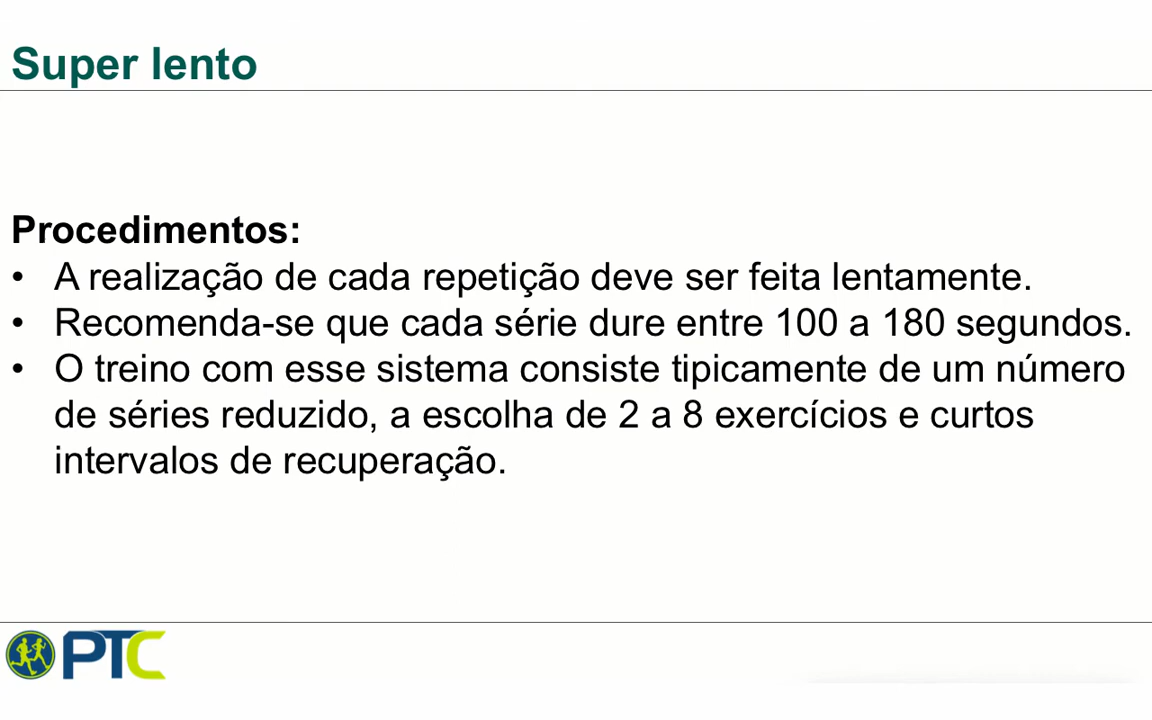 Super lento
Procedimentos:
• A realização de cada repetição deve ser feita lentamente.
• Recomenda-se que cada série dure entre 100 a 180 segundos.
• O treino com esse sistema consiste tipicamente de um número
de séries reduzido, a escolha de 2 a 8 exercícios e curtos
intervalos de recuperação.
PTC